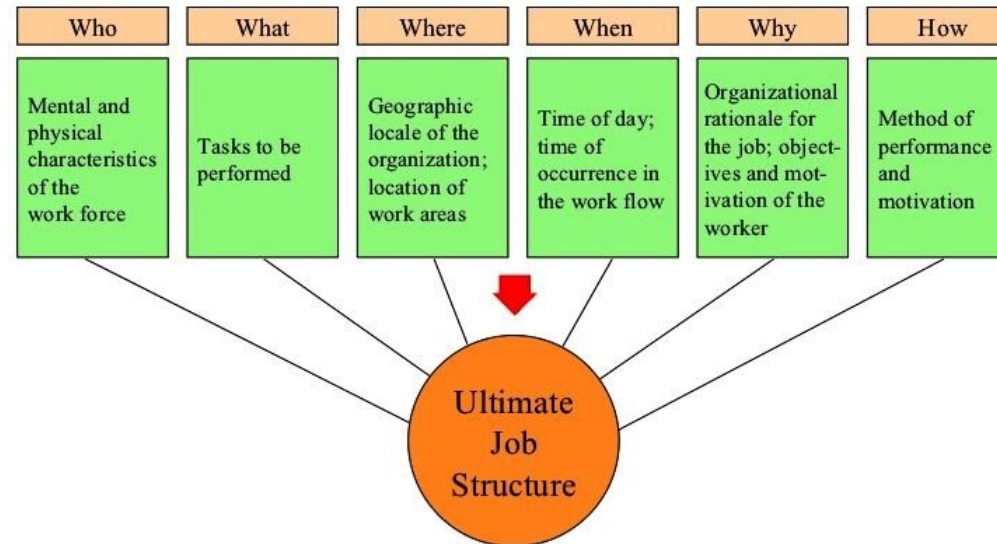 Who
What
Where
When
Why
How
Mental and
physical
characteristics
of the
work force
Tasks to be
performed
Geographic
locale of the
organization;
location of
work areas
Time of day;
time of
occurrence in
the work flow
Organizational
rationale for
the job; object-
ives and mot-
ivation of the
worker
Method of
performance
and
motivation
Ultimate
Job
Structure